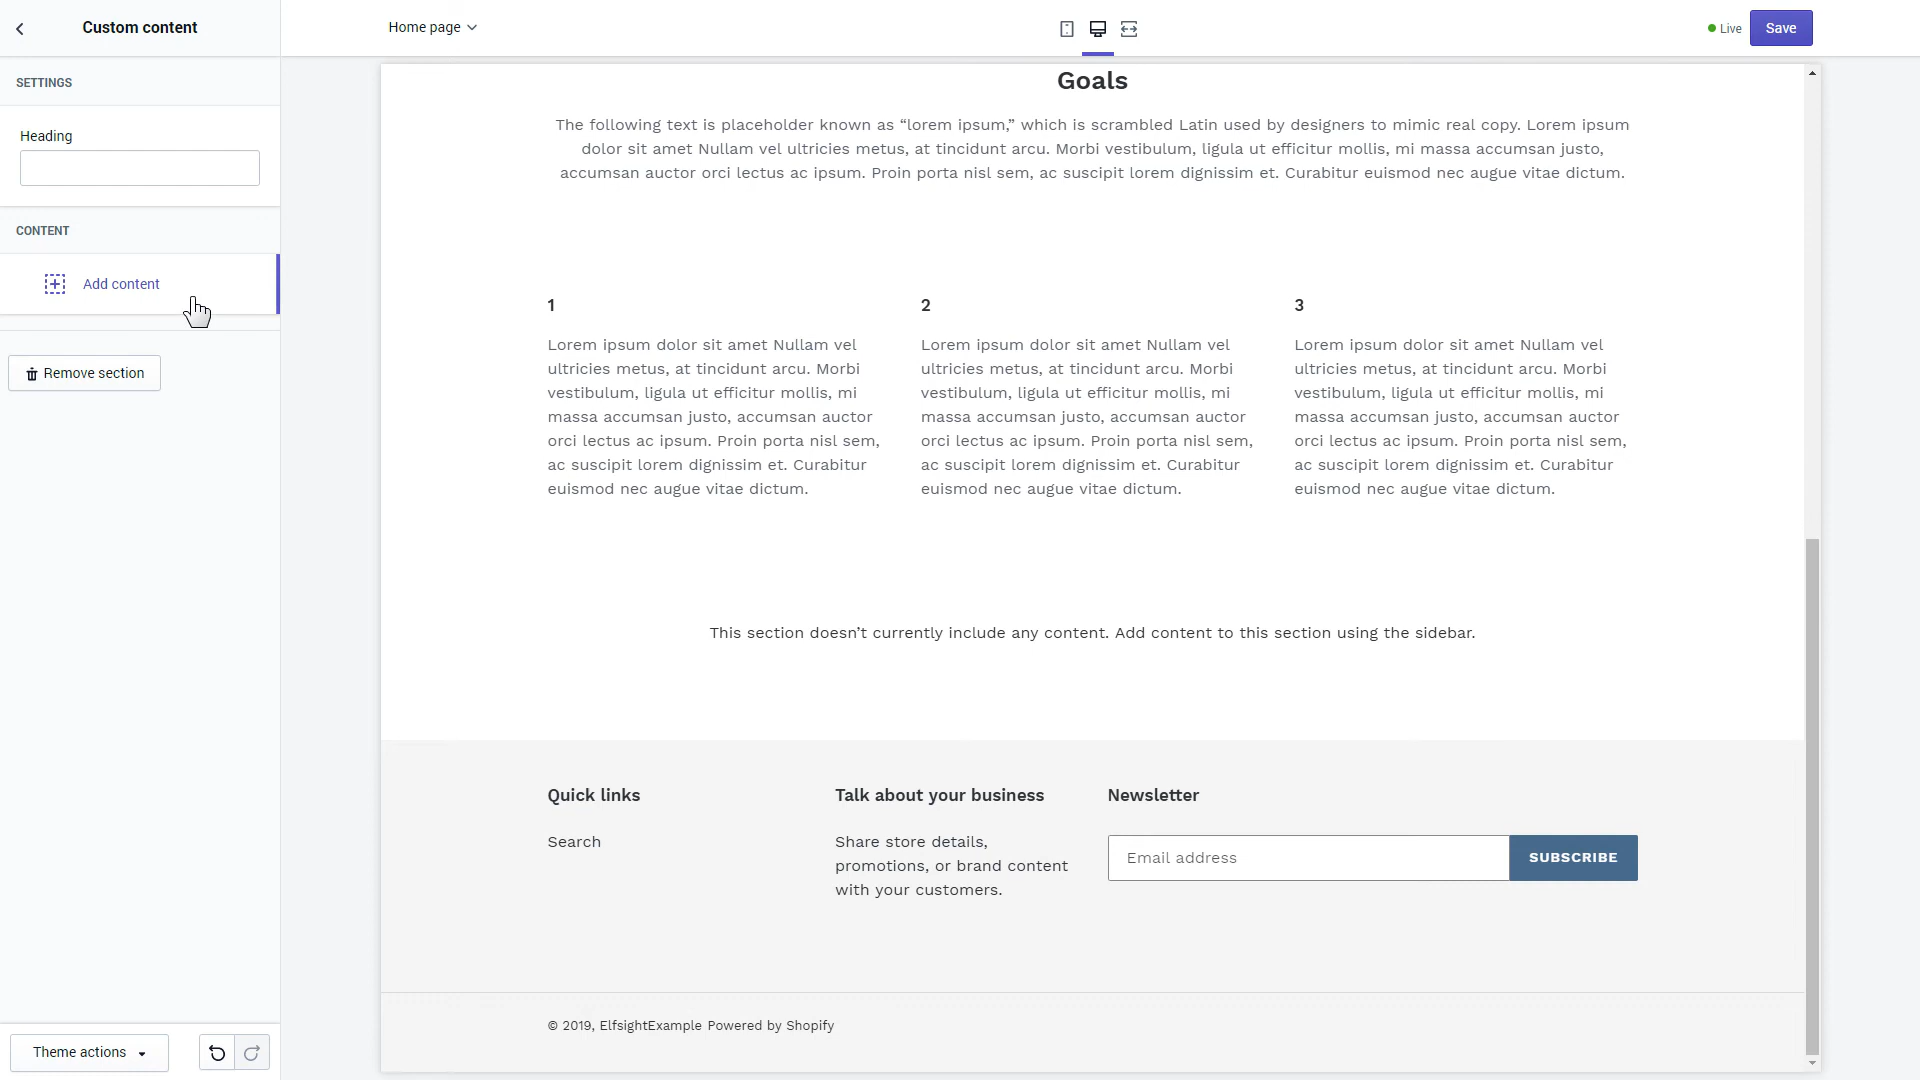 Custom content
Home page
Live
Save
SETTINGS
Heading
CONTENT
Add content
Remove section
Theme actions
Goals
The following text is placeholder known as “lorem ipsum,” which is scrambled Latin used by designers to mimic real copy. Lorem ipsum
dolor sit amet Nullam vel ultricies metus, at tincidunt arcu. Morbi vestibulum, ligula ut efficitur mollis, mi massa accumsan justo,
accumsan auctor orci lectus ac ipsum. Proin porta nisl sem, ac suscipit lorem dignissim et. Curabitur euismod nec augue vitae dictum.
1
Lorem ipsum dolor sit amet Nullam vel
ultricies metus, at tincidunt arcu. Morbi
vestibulum, ligula ut efficitur mollis, mi
massa accumsan justo, accumsan auctor
orci lectus ac ipsum. Proin porta nisl sem,
ac suscipit lorem dignissim et. Curabitur
euismod nec augue vitae dictum.
2
Lorem ipsum dolor sit amet Nullam vel
ultricies metus, at tincidunt arcu. Morbi
vestibulum, ligula ut efficitur mollis, mi
massa accumsan justo, accumsan auctor
orci lectus ac ipsum. Proin porta nisl sem,
ac suscipit lorem dignissim et. Curabitur
euismod nec augue vitae dictum.
3
Lorem ipsum dolor sit amet Nullam vel
ultricies metus, at tincidunt arcu. Morbi
vestibulum, ligula ut efficitur mollis, mi
massa accumsan justo, accumsan auctor
orci lectus ac ipsum. Proin porta nisl sem,
ac suscipit lorem dignissim et. Curabitur
euismod nec augue vitae dictum.
This section doesn’t currently include any content. Add content to this section using the sidebar.
Quick links
Search
Talk about your business
Share store details,
promotions, or brand content
with your customers.
Newsletter
Email address
SUBSCRIBE
© 2019, ElfsightExample Powered by Shopify